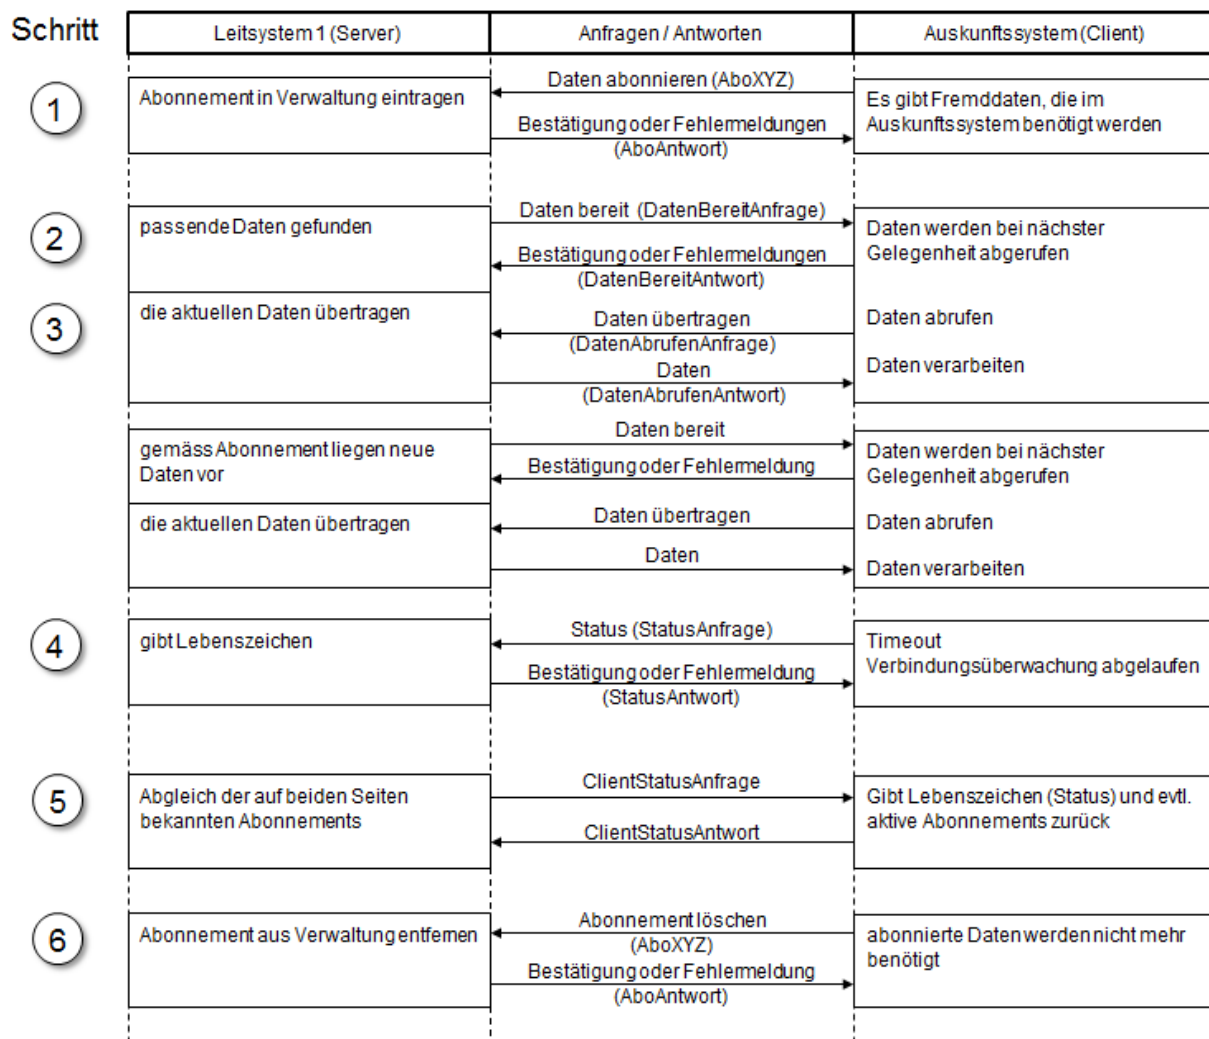 Schritt
Leitsystem 1 (Server)
Anfragen / Antworten
Auskunftssystem (Client)
1
Abonnement in Verwaltung eintragen
Daten abonnieren (AboXYZ)
Bestätigung oder Fehlermeldungen
(AboAntwort)
Es gibt Fremddaten, die im
Auskunftssystem benötigt werden
2
passende Daten gefunden
Daten bereit (DatenBereitAnfrage)
Bestätigung oder Fehlermeldungen
(DatenBereitAntwort)
Daten werden bei nächster
Gelegenheit abgerufen
3
die aktuellen Daten übertragen
Daten übertragen
(DatenAbrufenAnfrage)
Daten
(DatenAbrufenAntwort)
Daten abrufen
Daten verarbeiten
gemäss Abonnement liegen neue
Daten vor
Daten bereit
Bestätigung oder Fehlermeldung
Daten werden bei nächster
Gelegenheit abgerufen
die aktuellen Daten übertragen
Daten übertragen
Daten
Daten abrufen
Daten verarbeiten
4
gibt Lebenszeichen
Status (StatusAnfrage)
Bestätigung oder Fehlermeldung
(StatusAntwort)
Timeout
Verbindungsüberwachung abgelaufen
5
Abgleich der auf beiden Seiten
bekannten Abonnements
ClientStatusAnfrage
ClientStatusAntwort
Gibt Lebenszeichen (Status) und evtl.
aktive Abonnements zurück
6
Abonnement aus Verwaltung entfernen
Abonnement löschen
(AboXYZ)
Bestätigung oder Fehlermeldung
(AboAntwort)
abonnierte Daten werden nicht mehr
benötigt